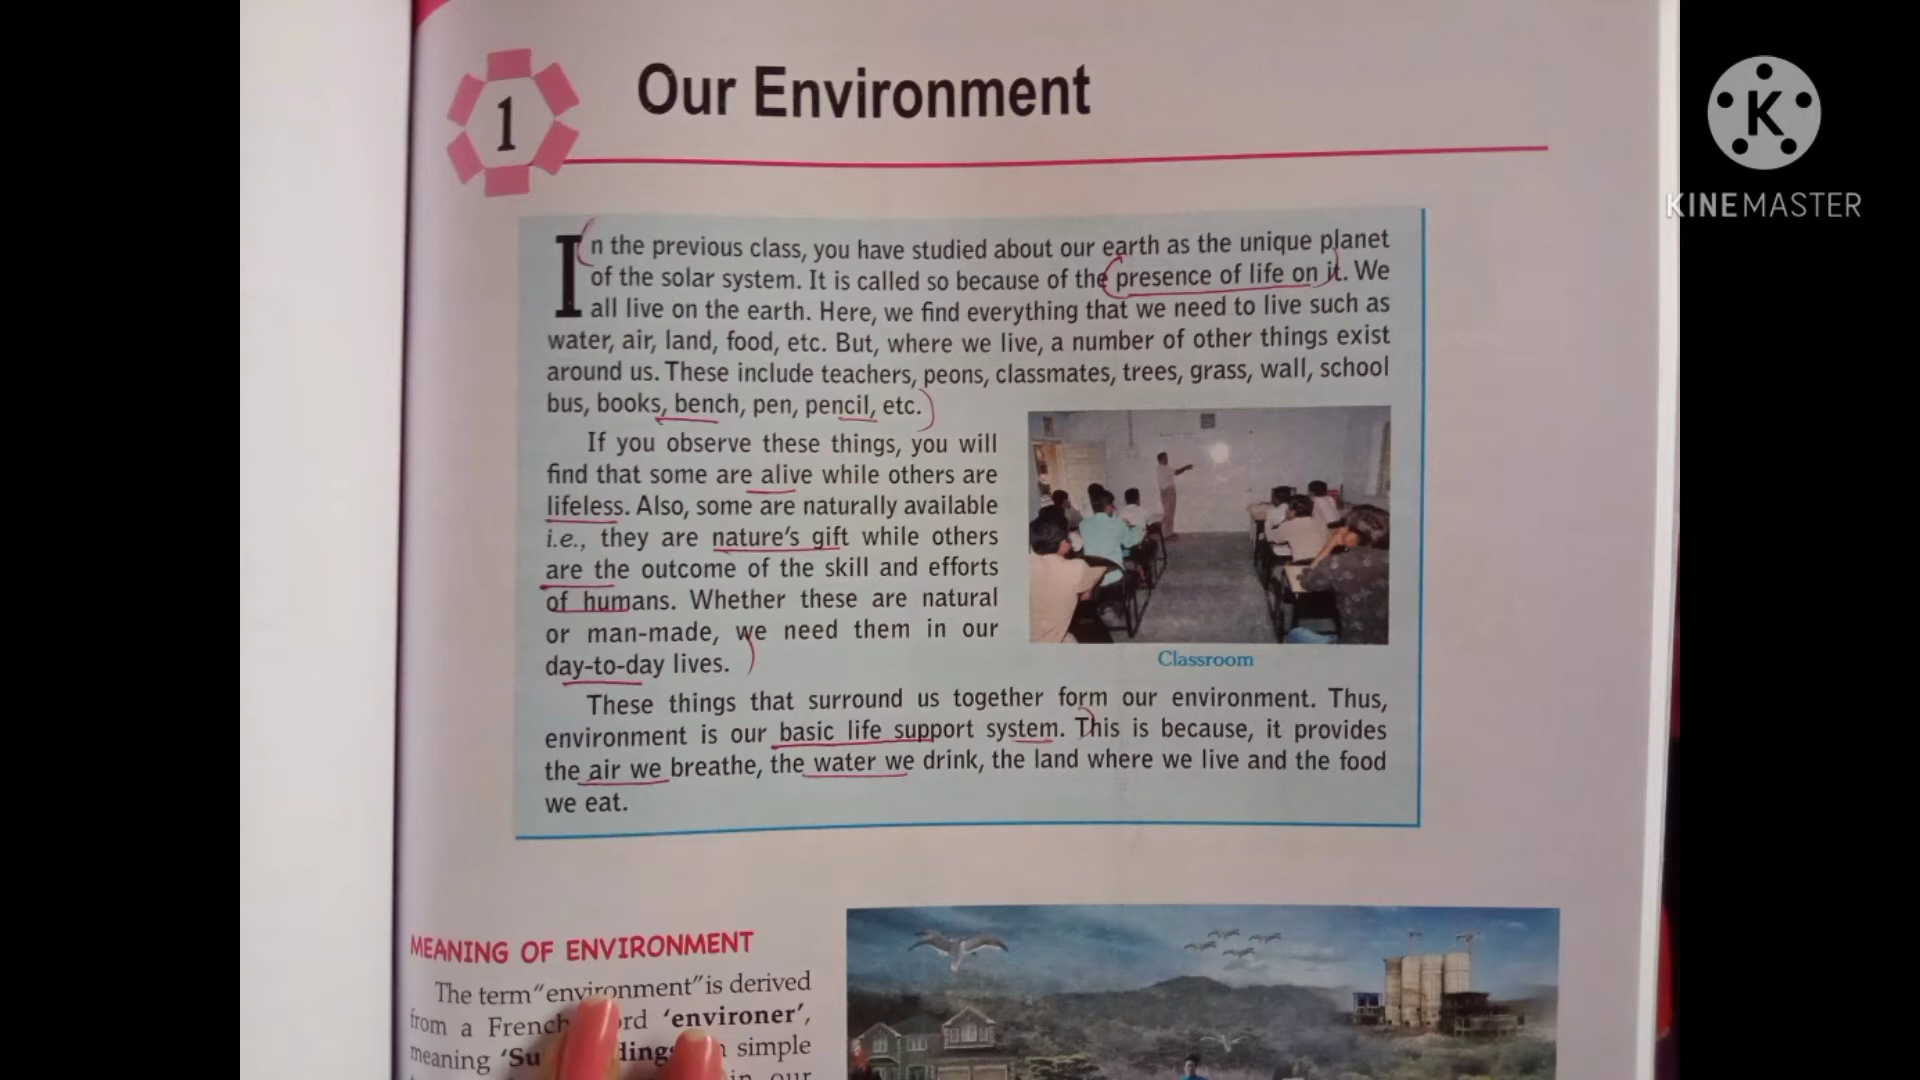 1
Our Environment
KINEMASTER
In the previous class, you have studied about our earth as the unique planet
of the solar system. It is called so because of the presence of life on it. We
all live on the earth. Here, we find everything that we need to live such as
water, air, land, food, etc. But, where we live, a number of other things exist
around us. These include teachers, peons, classmates, trees, grass, wall, school
bus, books, bench, pen, pencil, etc.
If you observe these things, you will
find that some are alive while others are
lifeless. Also, some are naturally available
i.e., they are nature's gift while others
are the outcome of the skill and efforts
of humans. Whether these are natural
or man-made, we need them in our
day-to-day lives.
Classroom
These things that surround us together form our environment. Thus,
environment is our basic life support system. This is because, it provides
the air we breathe, the water we drink, the land where we live and the food
we eat.
MEANING OF ENVIRONMENT
The term "environment" is derived
from a French 'environer',
meaning simple
in our